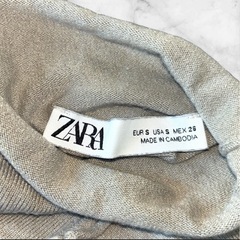 ZARA
EUR S USA S MEX 26
MADE IN CAMBODIA